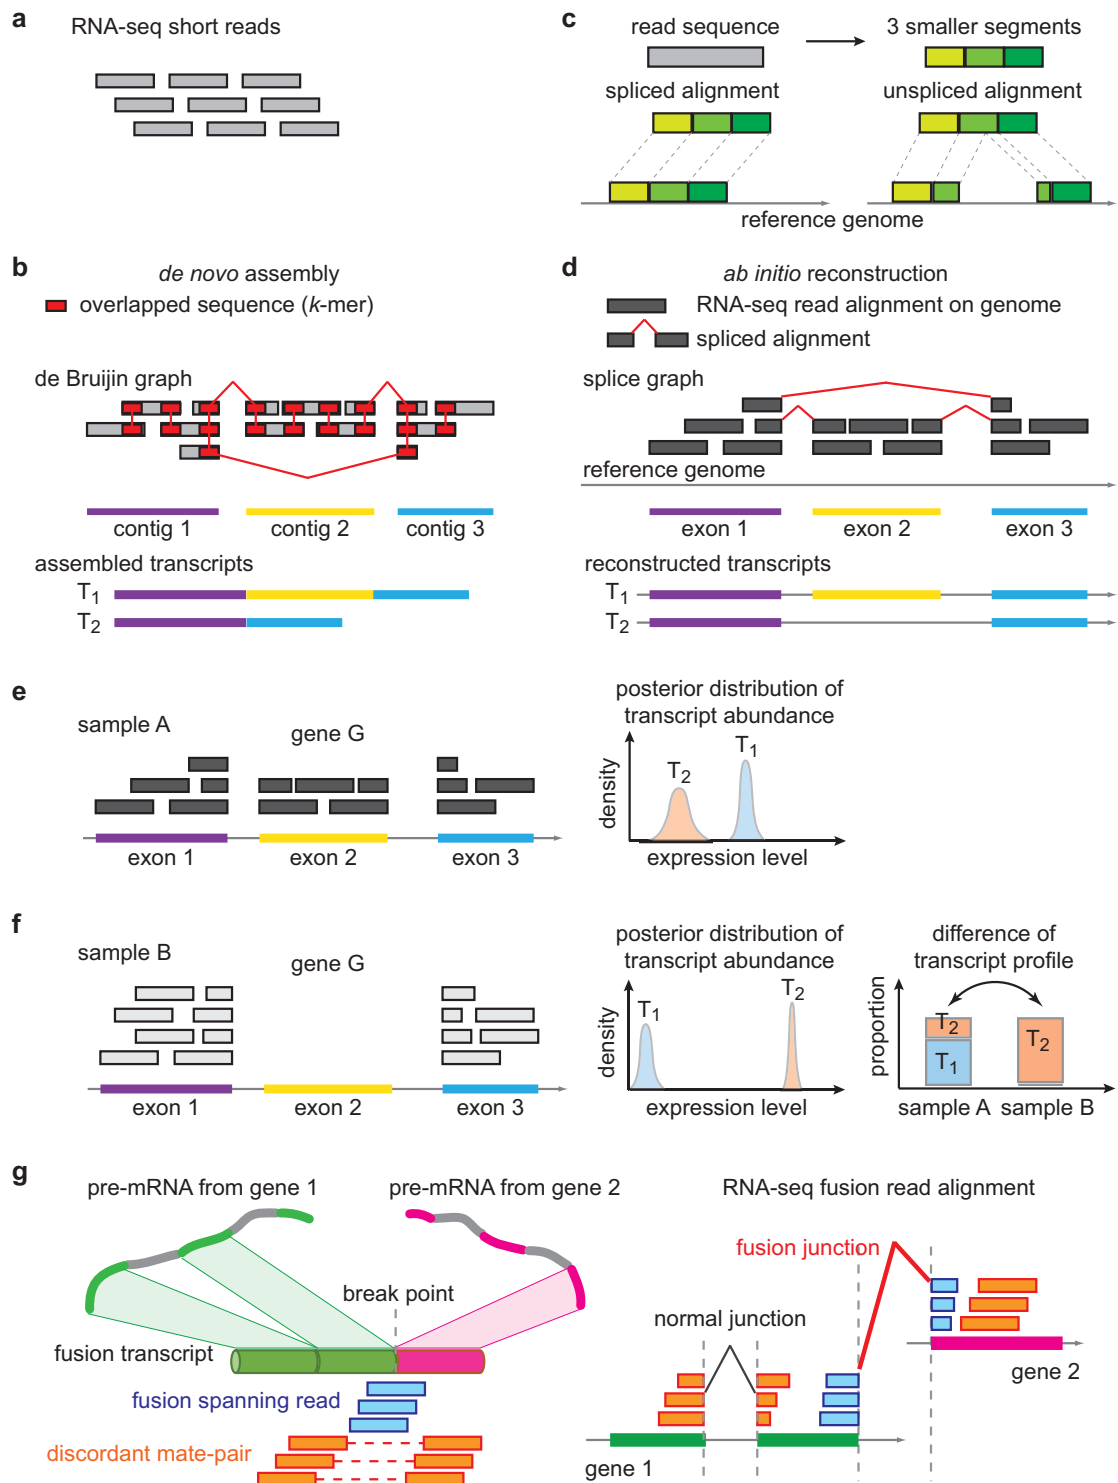 a
RNA-seq short reads
c
read sequence
3 smaller segments
spliced alignment
unspliced alignment
reference genome
b
de novo assembly
overlapped sequence (k-mer)
de Bruijin graph
contig 1
contig 2
contig 3
assembled transcripts
T1
T2
d
ab initio reconstruction
RNA-seq read alignment on genome
spliced alignment
splice graph
reference genome
exon 1
exon 2
exon 3
reconstructed transcripts
T1
T2
e
sample A
gene G
exon 1
exon 2
exon 3
posterior distribution of
transcript abundance
density
T2
T1
expression level
f
sample B
gene G
exon 1
exon 2
exon 3
posterior distribution of
transcript abundance
density
T1
T2
expression level
difference of
transcript profile
proportion
T2
T1
T2
sample A
sample B
g
pre-mRNA from gene 1
pre-mRNA from gene 2
break point
fusion transcript
fusion spanning read
discordant mate-pair
RNA-seq fusion read alignment
fusion junction
normal junction
gene 2
gene 1